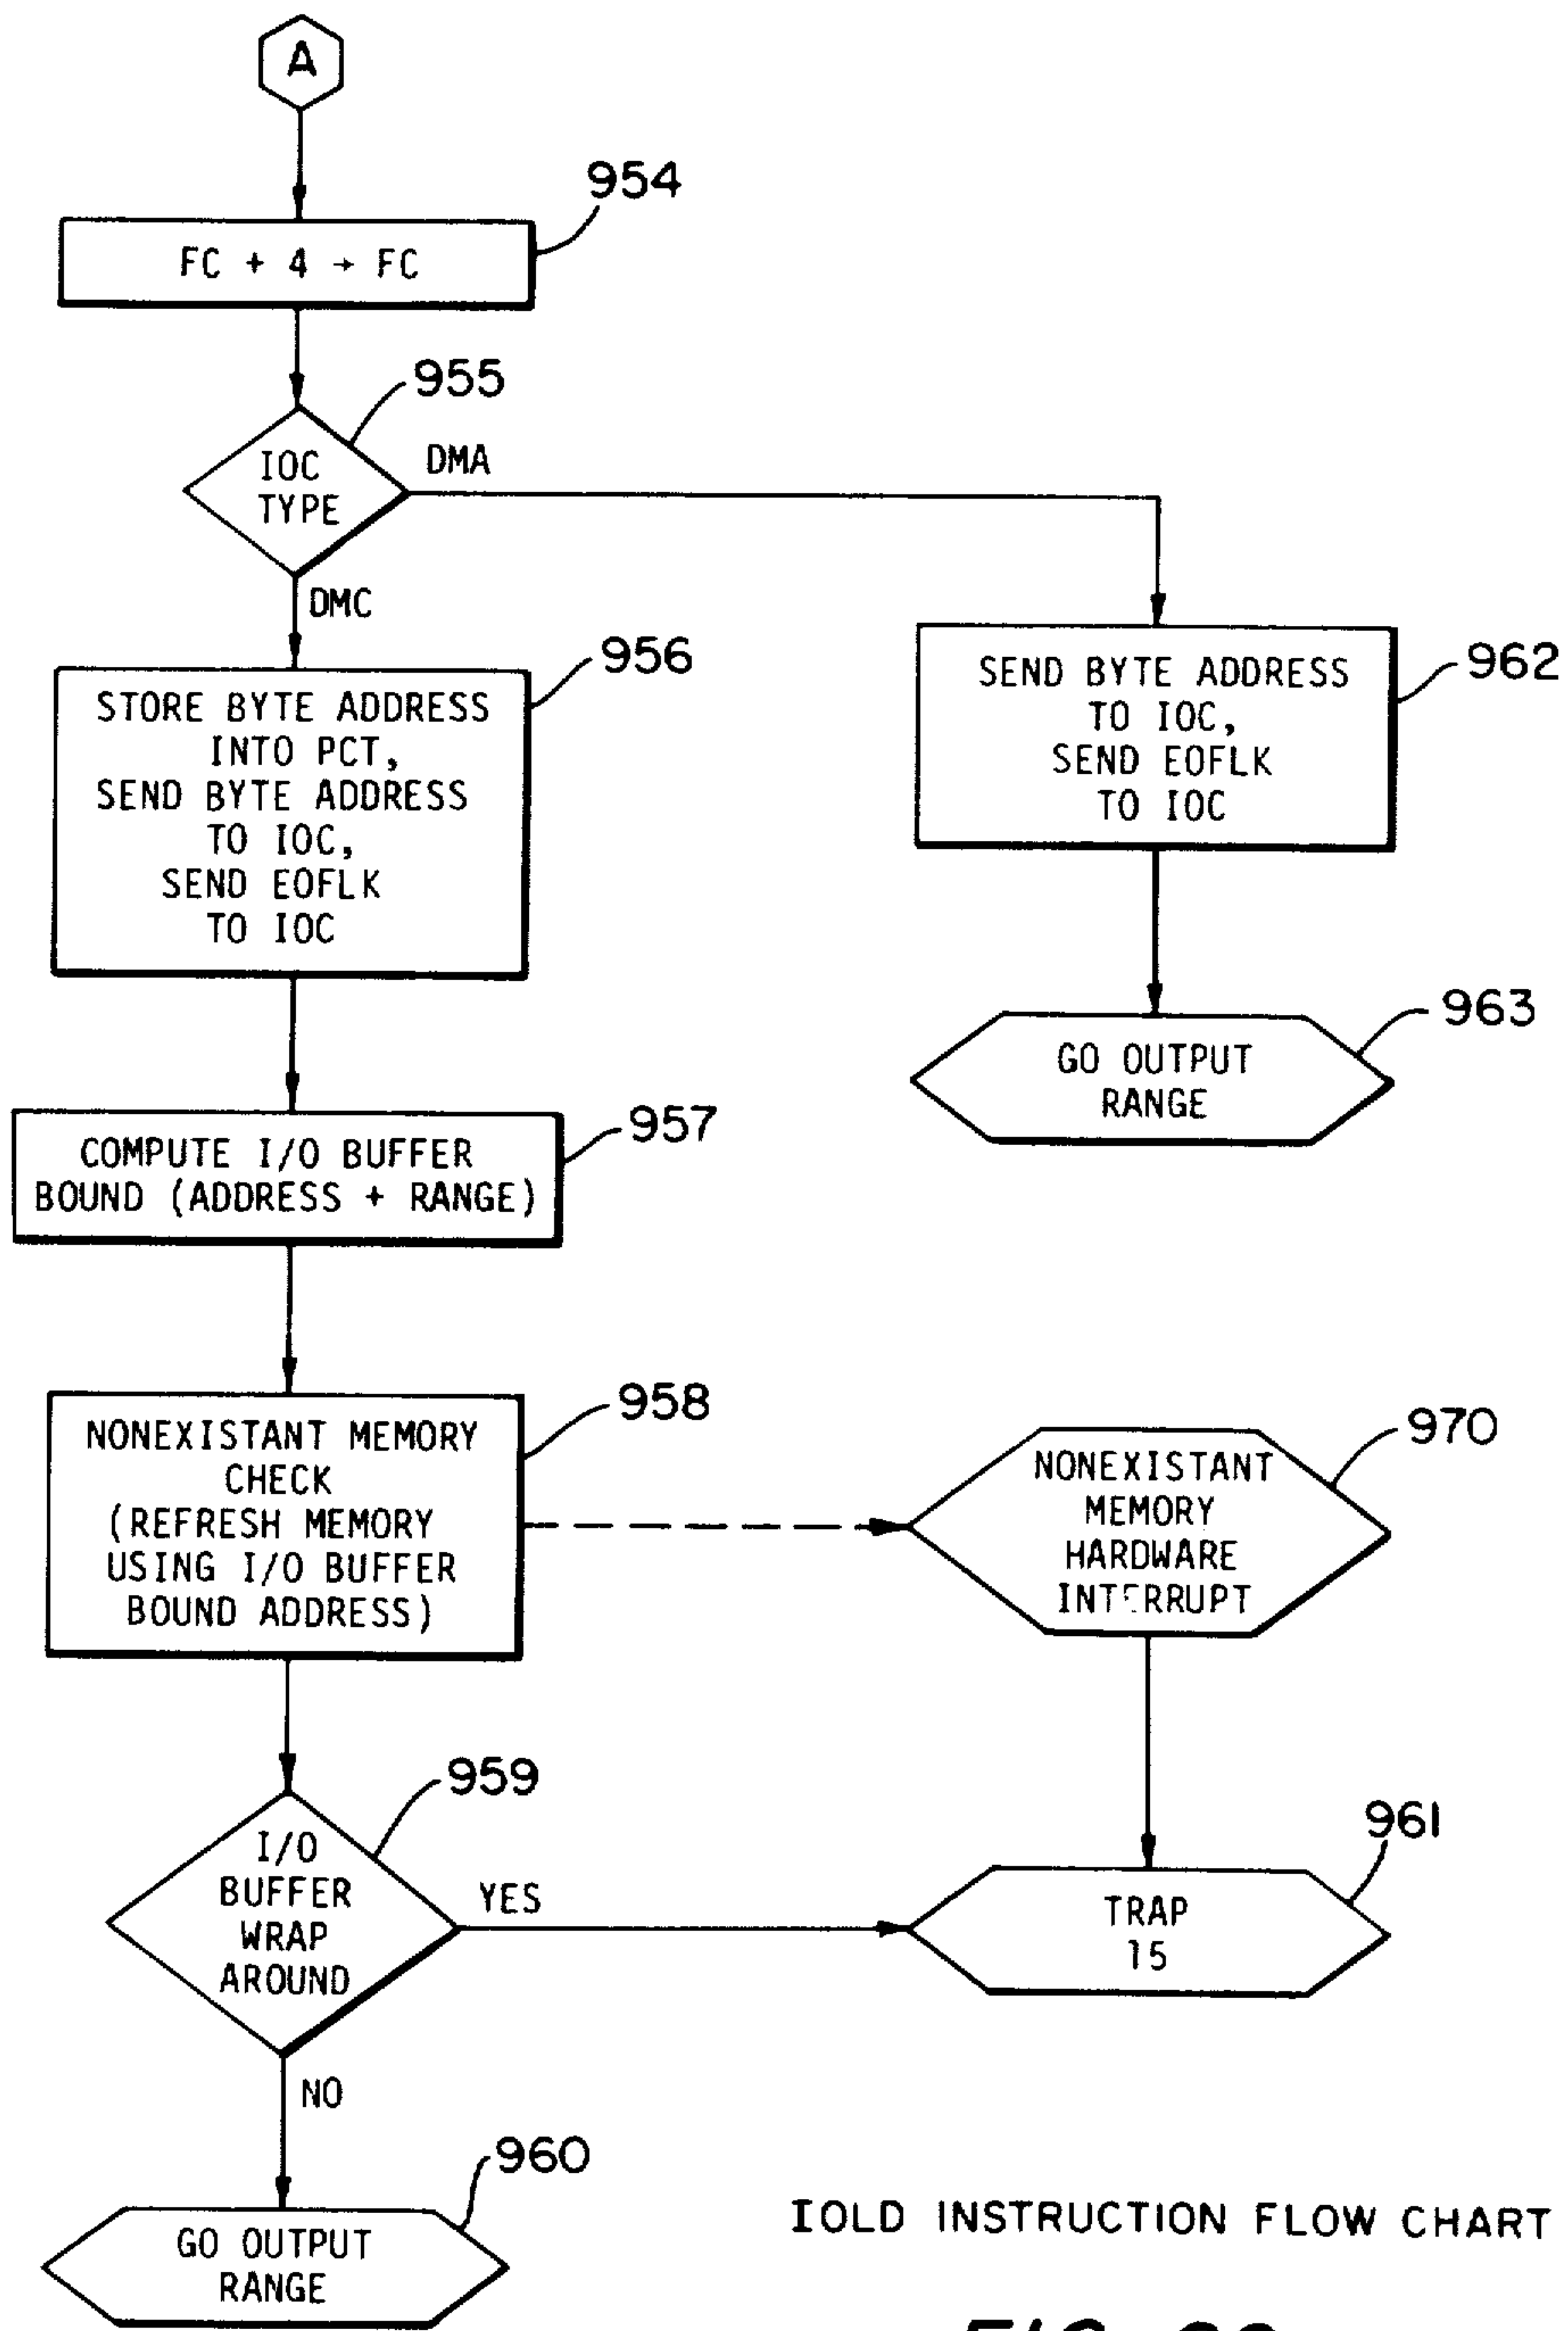 A
954
FC + 4 → FC
955
IOC
TYPE
DMA
DMC
956
STORE BYTE ADDRESS
INTO PCT,
SEND BYTE ADDRESS
TO IOC,
SEND EOFLK
TO IOC
962
SEND BYTE ADDRESS
TO IOC,
SEND EOFLK
TO IOC
963
GO OUTPUT
RANGE
957
COMPUTE I/O BUFFER
BOUND (ADDRESS + RANGE)
958
NONEXISTANT MEMORY
CHECK
(REFRESH MEMORY
USING I/O BUFFER
BOUND ADDRESS)
970
NONEXISTANT
MEMORY
HARDWARE
INTERRUPT
959
I/O
BUFFER
WRAP
AROUND
YES
961
TRAP
15
NO
960
GO OUTPUT
RANGE
IOLD INSTRUCTION FLOW CHART